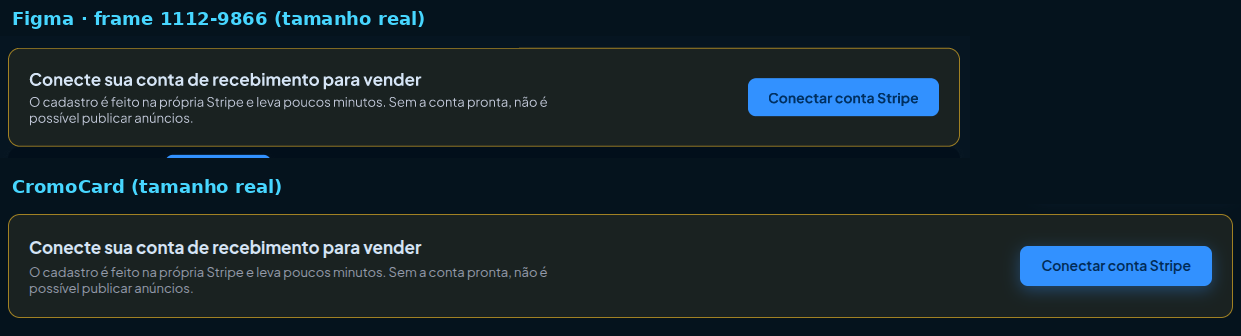 Figma · frame 1112-9866 (tamanho real)
Conecte sua conta de recebimento para vender
O cadastro é feito na própria Stripe e leva poucos minutos. Sem a conta pronta, não é
possível publicar anúncios.
Conectar conta Stripe
CromoCard (tamanho real)
Conecte sua conta de recebimento para vender
O cadastro é feito na própria Stripe e leva poucos minutos. Sem a conta pronta, não é
possível publicar anúncios.
Conectar conta Stripe